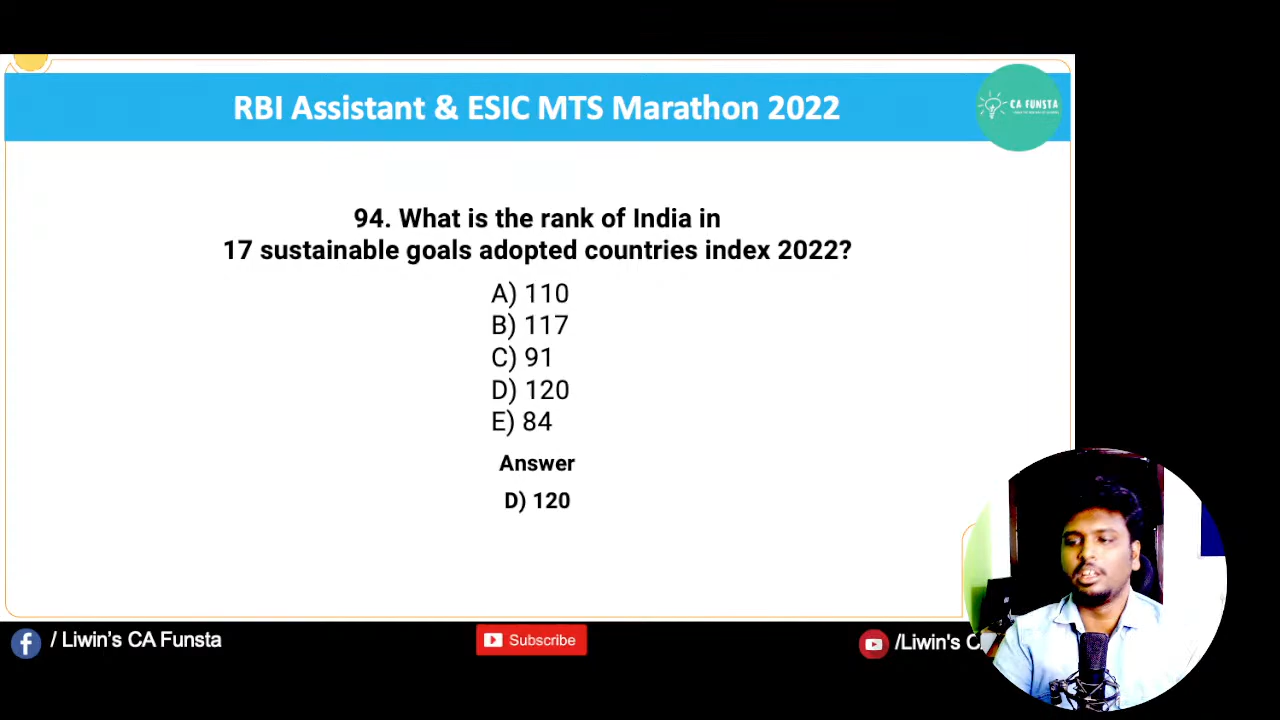 RBI Assistant & ESIC MTS Marathon 2022
CA FUNSTA
94. What is the rank of India in
17 sustainable goals adopted countries index 2022?
A) 110
B) 117
C) 91
D) 120
E) 84
Answer
D) 120
/ Liwin's CA Funsta
Subscribe
/Liwin's